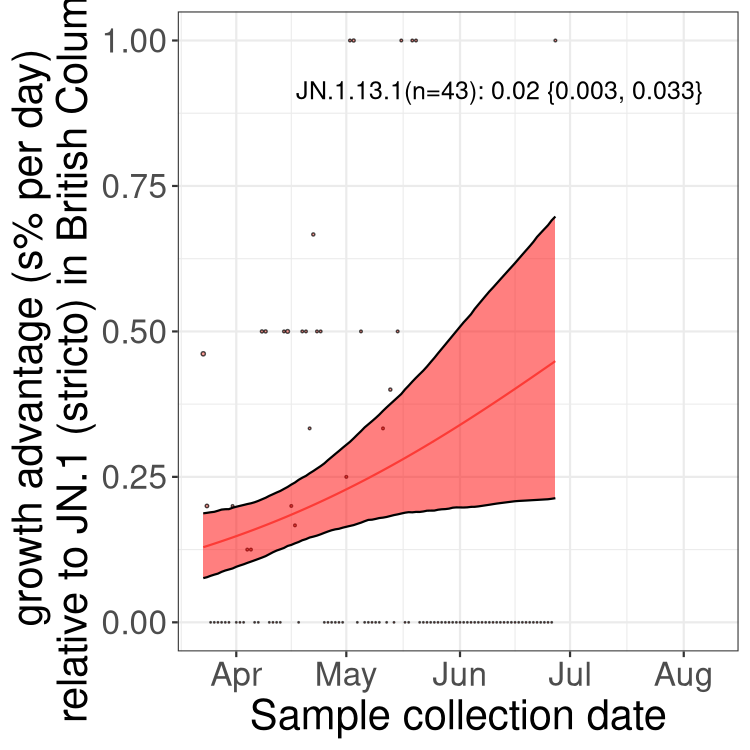 growth advantage (s% per day)
relative to JN.1 (stricto) in British Colum
1.00
0.75
0.50
0.25
0.00
JN.1.13.1(n=43): 0.02 {0.003, 0.033}
Apr May Jun Jul Aug
Sample collection date